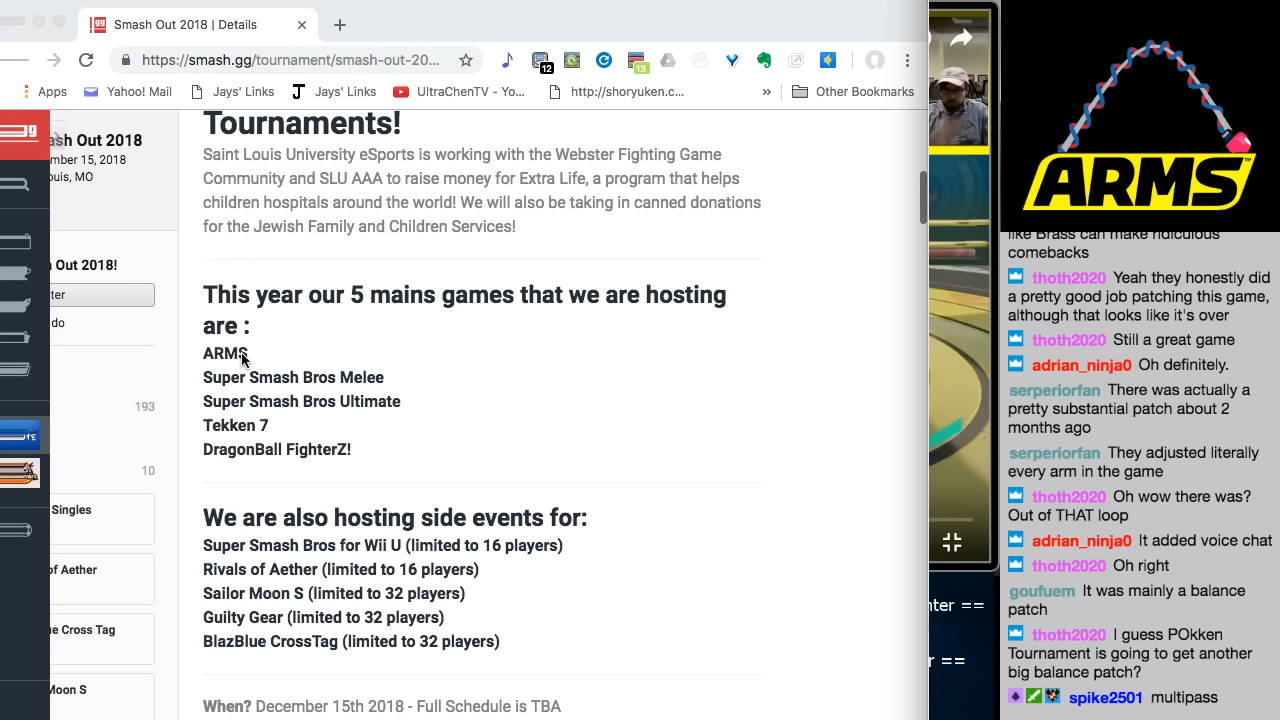 Smash Out 2018 | Details
https://smash.gg/tournament/smash-out-20...
12
13
Apps
Yahoo! Mail
Jays' Links
Jays' Links
UltraChenTV - Yo...
http://shoryuken.c...
»
Other Bookmarks
gg
ash Out 2018
mber 15, 2018
ouis, MO
Out 2018!
ter
do
193
10
Singles
of Aether
e Cross Tag
Moon S
Tournaments!
Saint Louis University eSports is working with the Webster Fighting Game
Community and SLU AAA to raise money for Extra Life, a program that helps
children hospitals around the world! We will also be taking in canned donations
for the Jewish Family and Children Services!
This year our 5 mains games that we are hosting
are :
ARMS
Super Smash Bros Melee
Super Smash Bros Ultimate
Tekken 7
DragonBall FighterZ!
We are also hosting side events for:
Super Smash Bros for Wii U (limited to 16 players)
Rivals of Aether (limited to 16 players)
Sailor Moon S (limited to 32 players)
Guilty Gear (limited to 32 players)
BlazBlue CrossTag (limited to 32 players)
When? December 15th 2018 - Full Schedule is TBA
nter ==
r ==
ARMS™
like Brass can make ridiculous
comebacks
thoth2020 Yeah they honestly did
a pretty good job patching this game,
although that looks like it's over
thoth2020 Still a great game
adrian_ninja0 Oh definitely.
serperiorfan There was actually a
pretty substantial patch about 2
months ago
serperiorfan They adjusted literally
every arm in the game
thoth2020 Oh wow there was?
Out of THAT loop
adrian_ninja0 It added voice chat
thoth2020 Oh right
goufuem It was mainly a balance
patch
thoth2020 I guess POkken
Tournament is going to get another
big balance patch?
spike2501 multipass